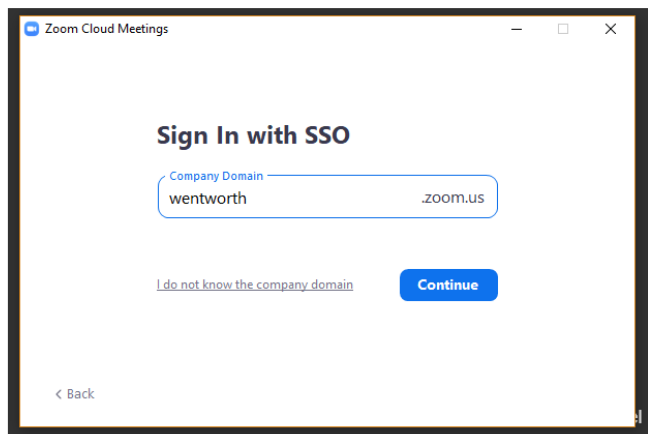 Zoom Cloud Meetings
Sign In with SSO
Company Domain
wentworth .zoom.us
I do not know the company domain Continue
< Back